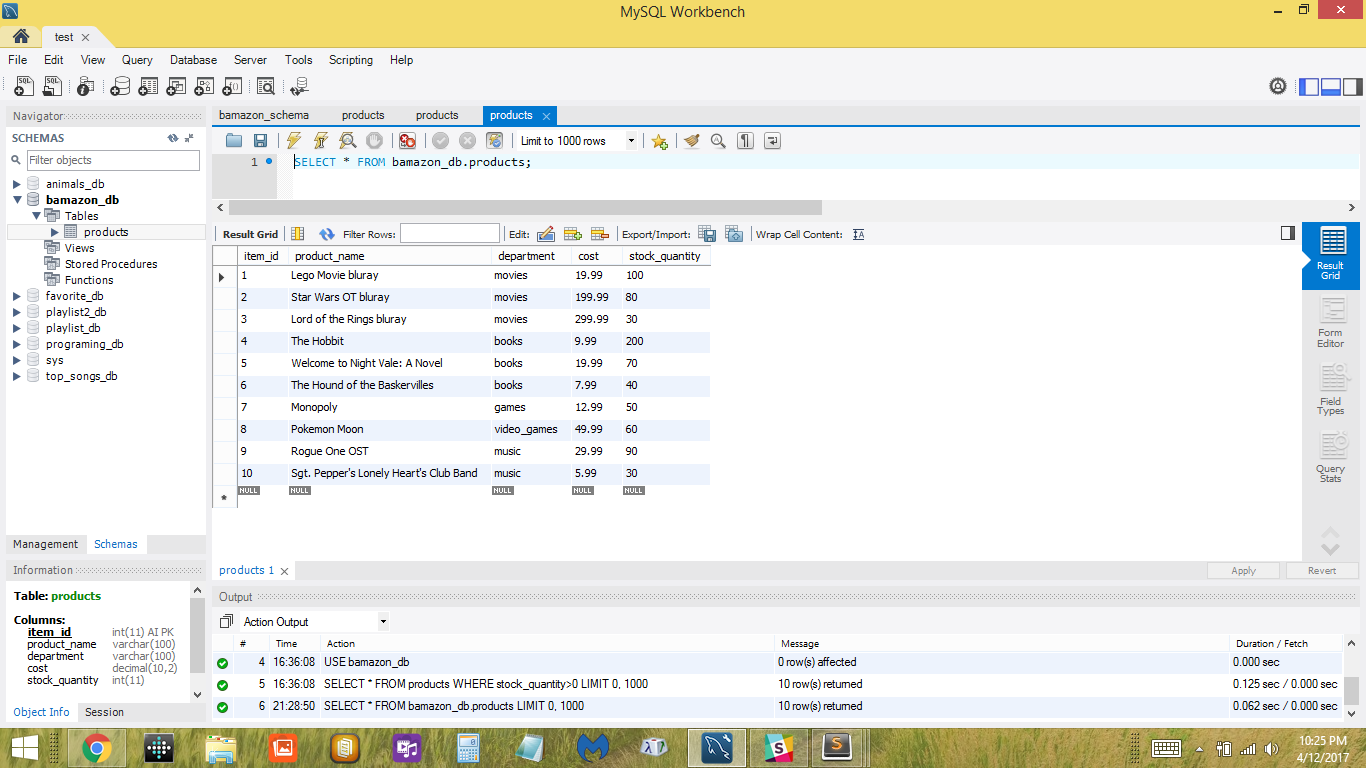 MySQL Workbench
test
File Edit View Query Database Server Tools Scripting Help
Navigator
SCHEMAS
Filter objects
animals_db
bamazon_db
Tables
products
Views
Stored Procedures
Functions
favorite_db
playlist2_db
playlist_db
programing_db
sys
top_songs_db
Management Schemas
Information
Table: products
Columns:
item_id int(11) AI PK
product_name varchar(100)
department varchar(100)
cost decimal(10,2)
stock_quantity int(11)
Object Info Session
bamazon_schema products products products
Limit to 1000 rows
1 SELECT * FROM bamazon_db.products;
Result Grid Filter Rows: Edit: Export/Import: Wrap Cell Content:
item_id product_name department cost stock_quantity
1 Lego Movie bluray movies 19.99 100
2 Star Wars OT bluray movies 199.99 80
3 Lord of the Rings bluray movies 299.99 30
4 The Hobbit books 9.99 200
5 Welcome to Night Vale: A Novel books 19.99 70
6 The Hound of the Baskervilles books 7.99 40
7 Monopoly games 12.99 50
8 Pokemon Moon video_games 49.99 60
9 Rogue One OST music 29.99 90
10 Sgt. Pepper's Lonely Heart's Club Band music 5.99 30
NULL NULL NULL NULL NULL
Result
Grid
Form
Editor
Field
Types
Query
Stats
products 1
Apply Revert
Output
Action Output
# Time Action Message Duration / Fetch
4 16:36:08 USE bamazon_db 0 row(s) affected 0.000 sec
5 16:36:08 SELECT * FROM products WHERE stock_quantity>0 LIMIT 0, 1000 10 row(s) returned 0.125 sec / 0.000 sec
6 21:28:50 SELECT * FROM bamazon_db.products LIMIT 0, 1000 10 row(s) returned 0.062 sec / 0.000 sec
10:25 PM
4/12/2017